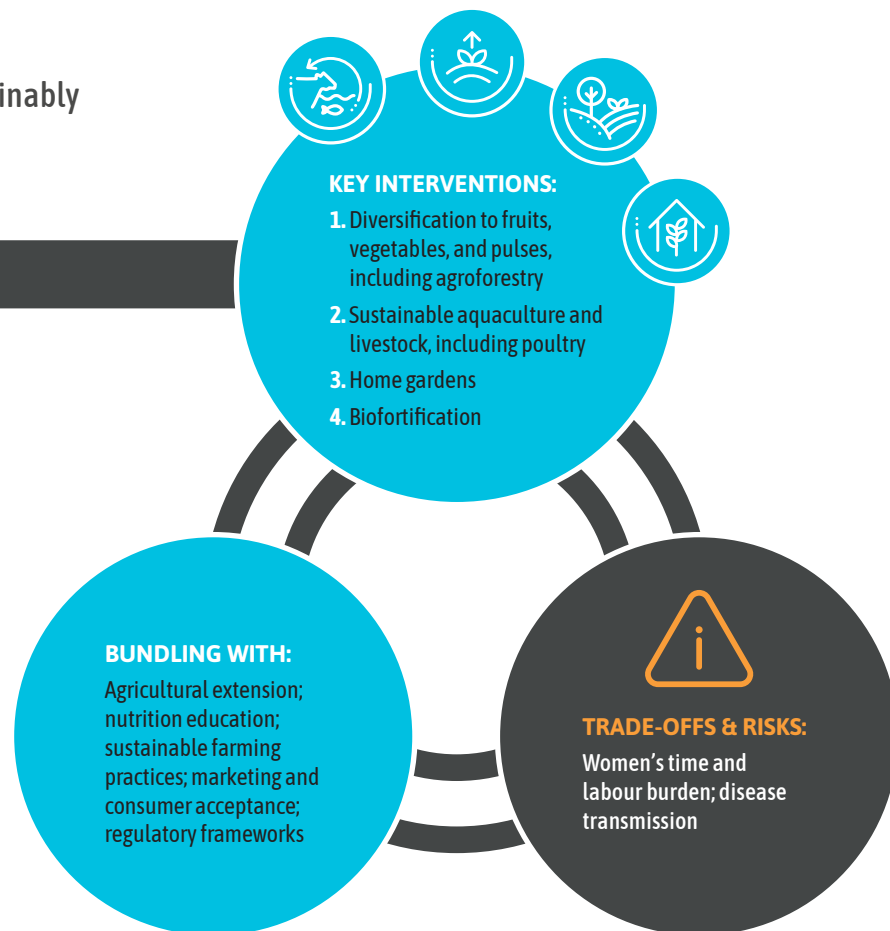 inably
KEY INTERVENTIONS:
1. Diversification to fruits,
vegetables, and pulses,
including agroforestry
2. Sustainable aquaculture and
livestock, including poultry
3. Home gardens
4. Biofortification
BUNDLING WITH:
Agricultural extension;
nutrition education;
sustainable farming
practices; marketing and
consumer acceptance;
regulatory frameworks
TRADE-OFFS & RISKS:
Women’s time and
labour burden; disease
transmission